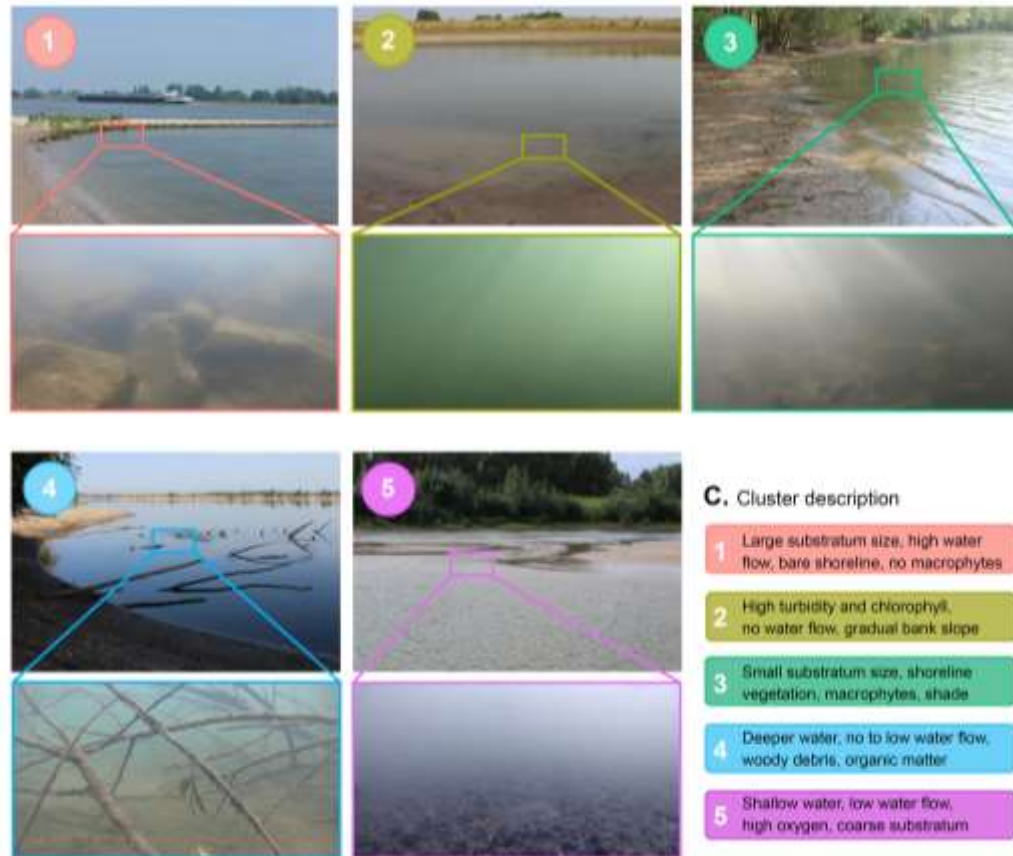 1
2
3
4
5
C. Cluster description
1
Large substratum size, high water
flow, bare shoreline, no macrophytes
2
High turbidity and chlorophyll,
no water flow, gradual bank slope
3
Small substratum size, shoreline
vegetation, macrophytes, shade
4
Deeper water, no to low water flow,
woody debris, organic matter
5
Shallow water, low water flow,
high oxygen, coarse substratum